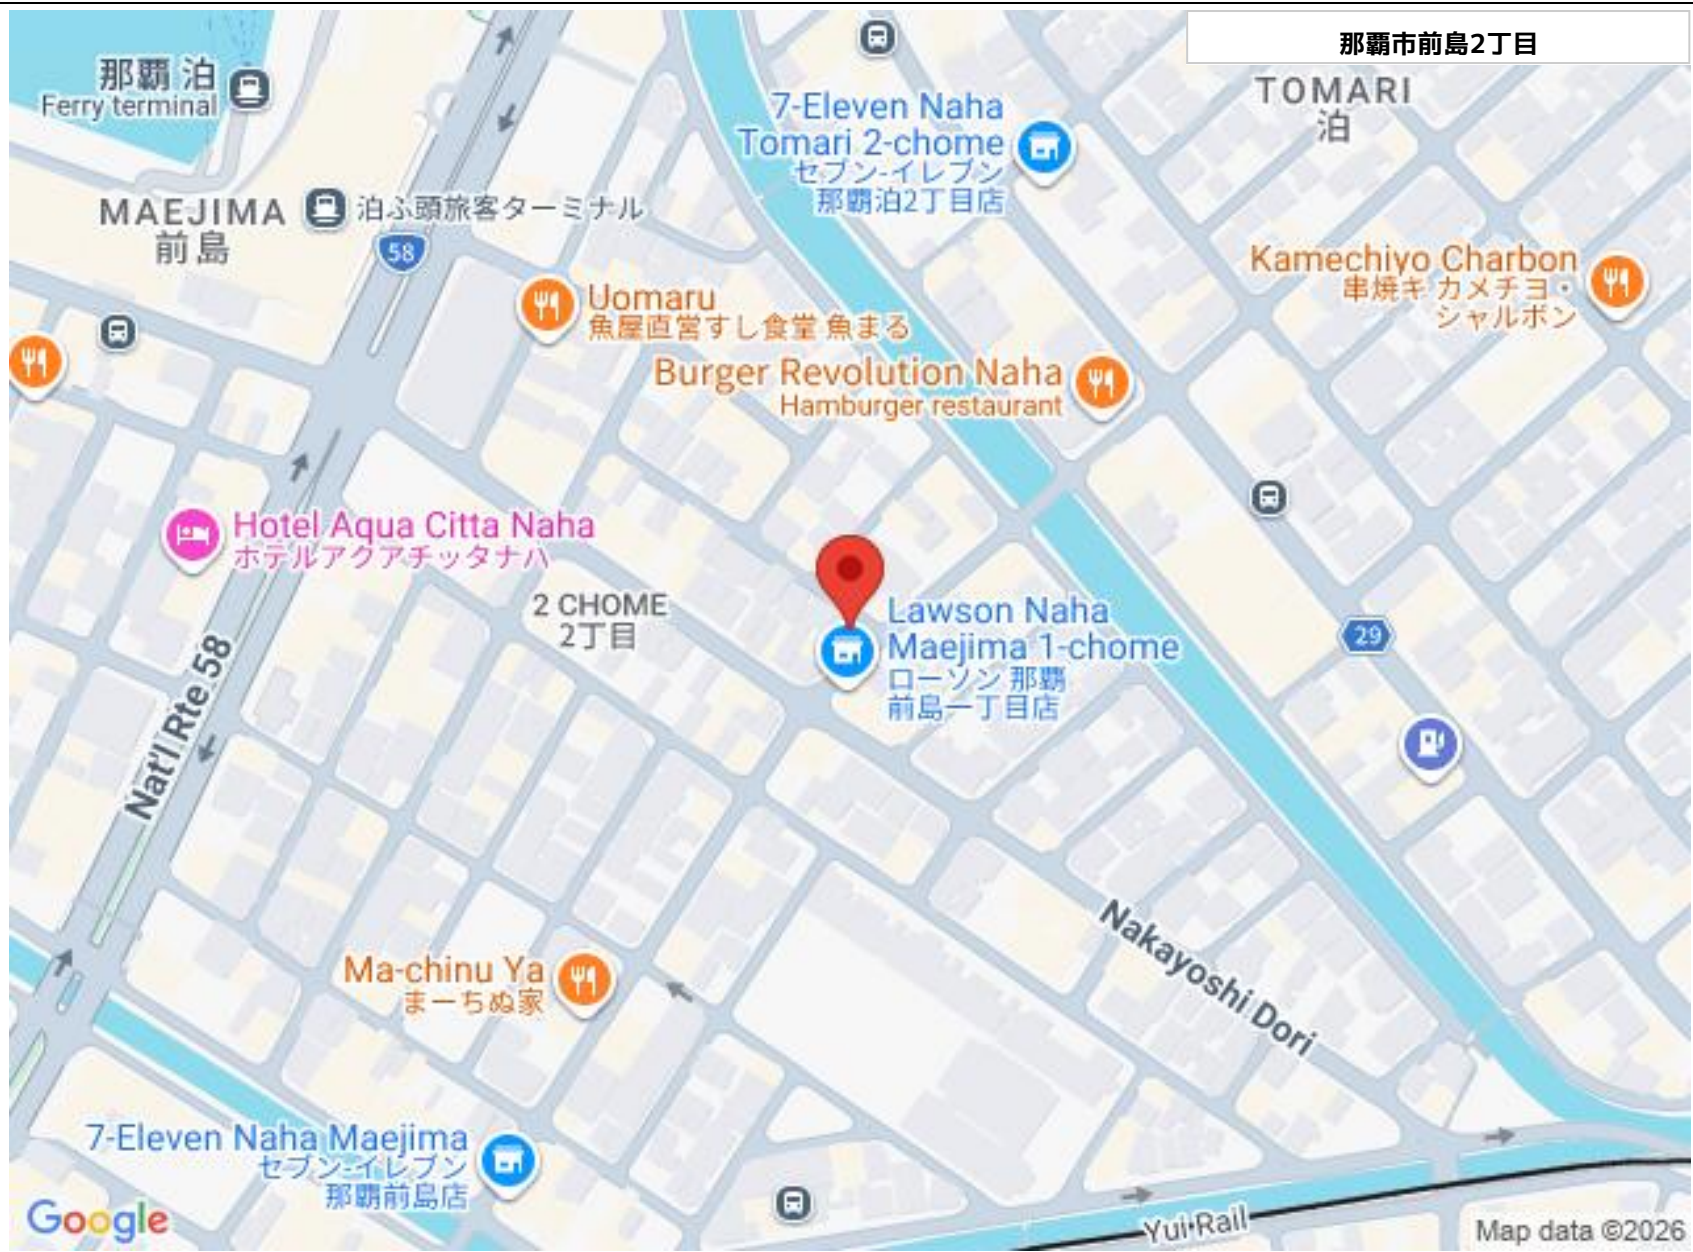 那覇市前島2丁目
那覇 泊
Ferry terminal
TOMARI
泊
7-Eleven Naha
Tomari 2-chome
セブン-イレブン
那覇泊2丁目店
MAEJIMA
前島
泊ふ頭旅客ターミナル
58
Kamechiyo Charbon
串焼キ カメチヨ・
シャルボン
Uomaru
魚屋直営すし食堂 魚まる
Burger Revolution Naha
Hamburger restaurant
Hotel Aqua Citta Naha
ホテルアクアチッタナハ
2 CHOME
2丁目
Lawson Naha
Maejima 1-chome
ローソン 那覇
前島一丁目店
29
Nat'l Rte 58
Nakayoshi Dori
Ma-chinu Ya
まーちぬ家
7-Eleven Naha Maejima
セブン-イレブン
那覇前島店
Google
Yui Rail
Map data ©2026